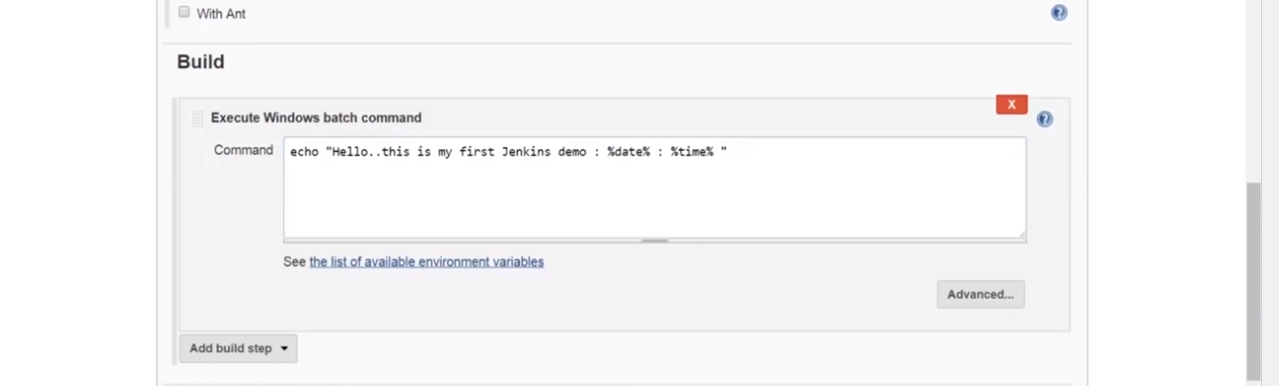 With Ant
Build
X
Execute Windows batch command
Command
echo "Hello..this is my first Jenkins demo : %date% : %time% "
See the list of available environment variables
Advanced...
Add build step